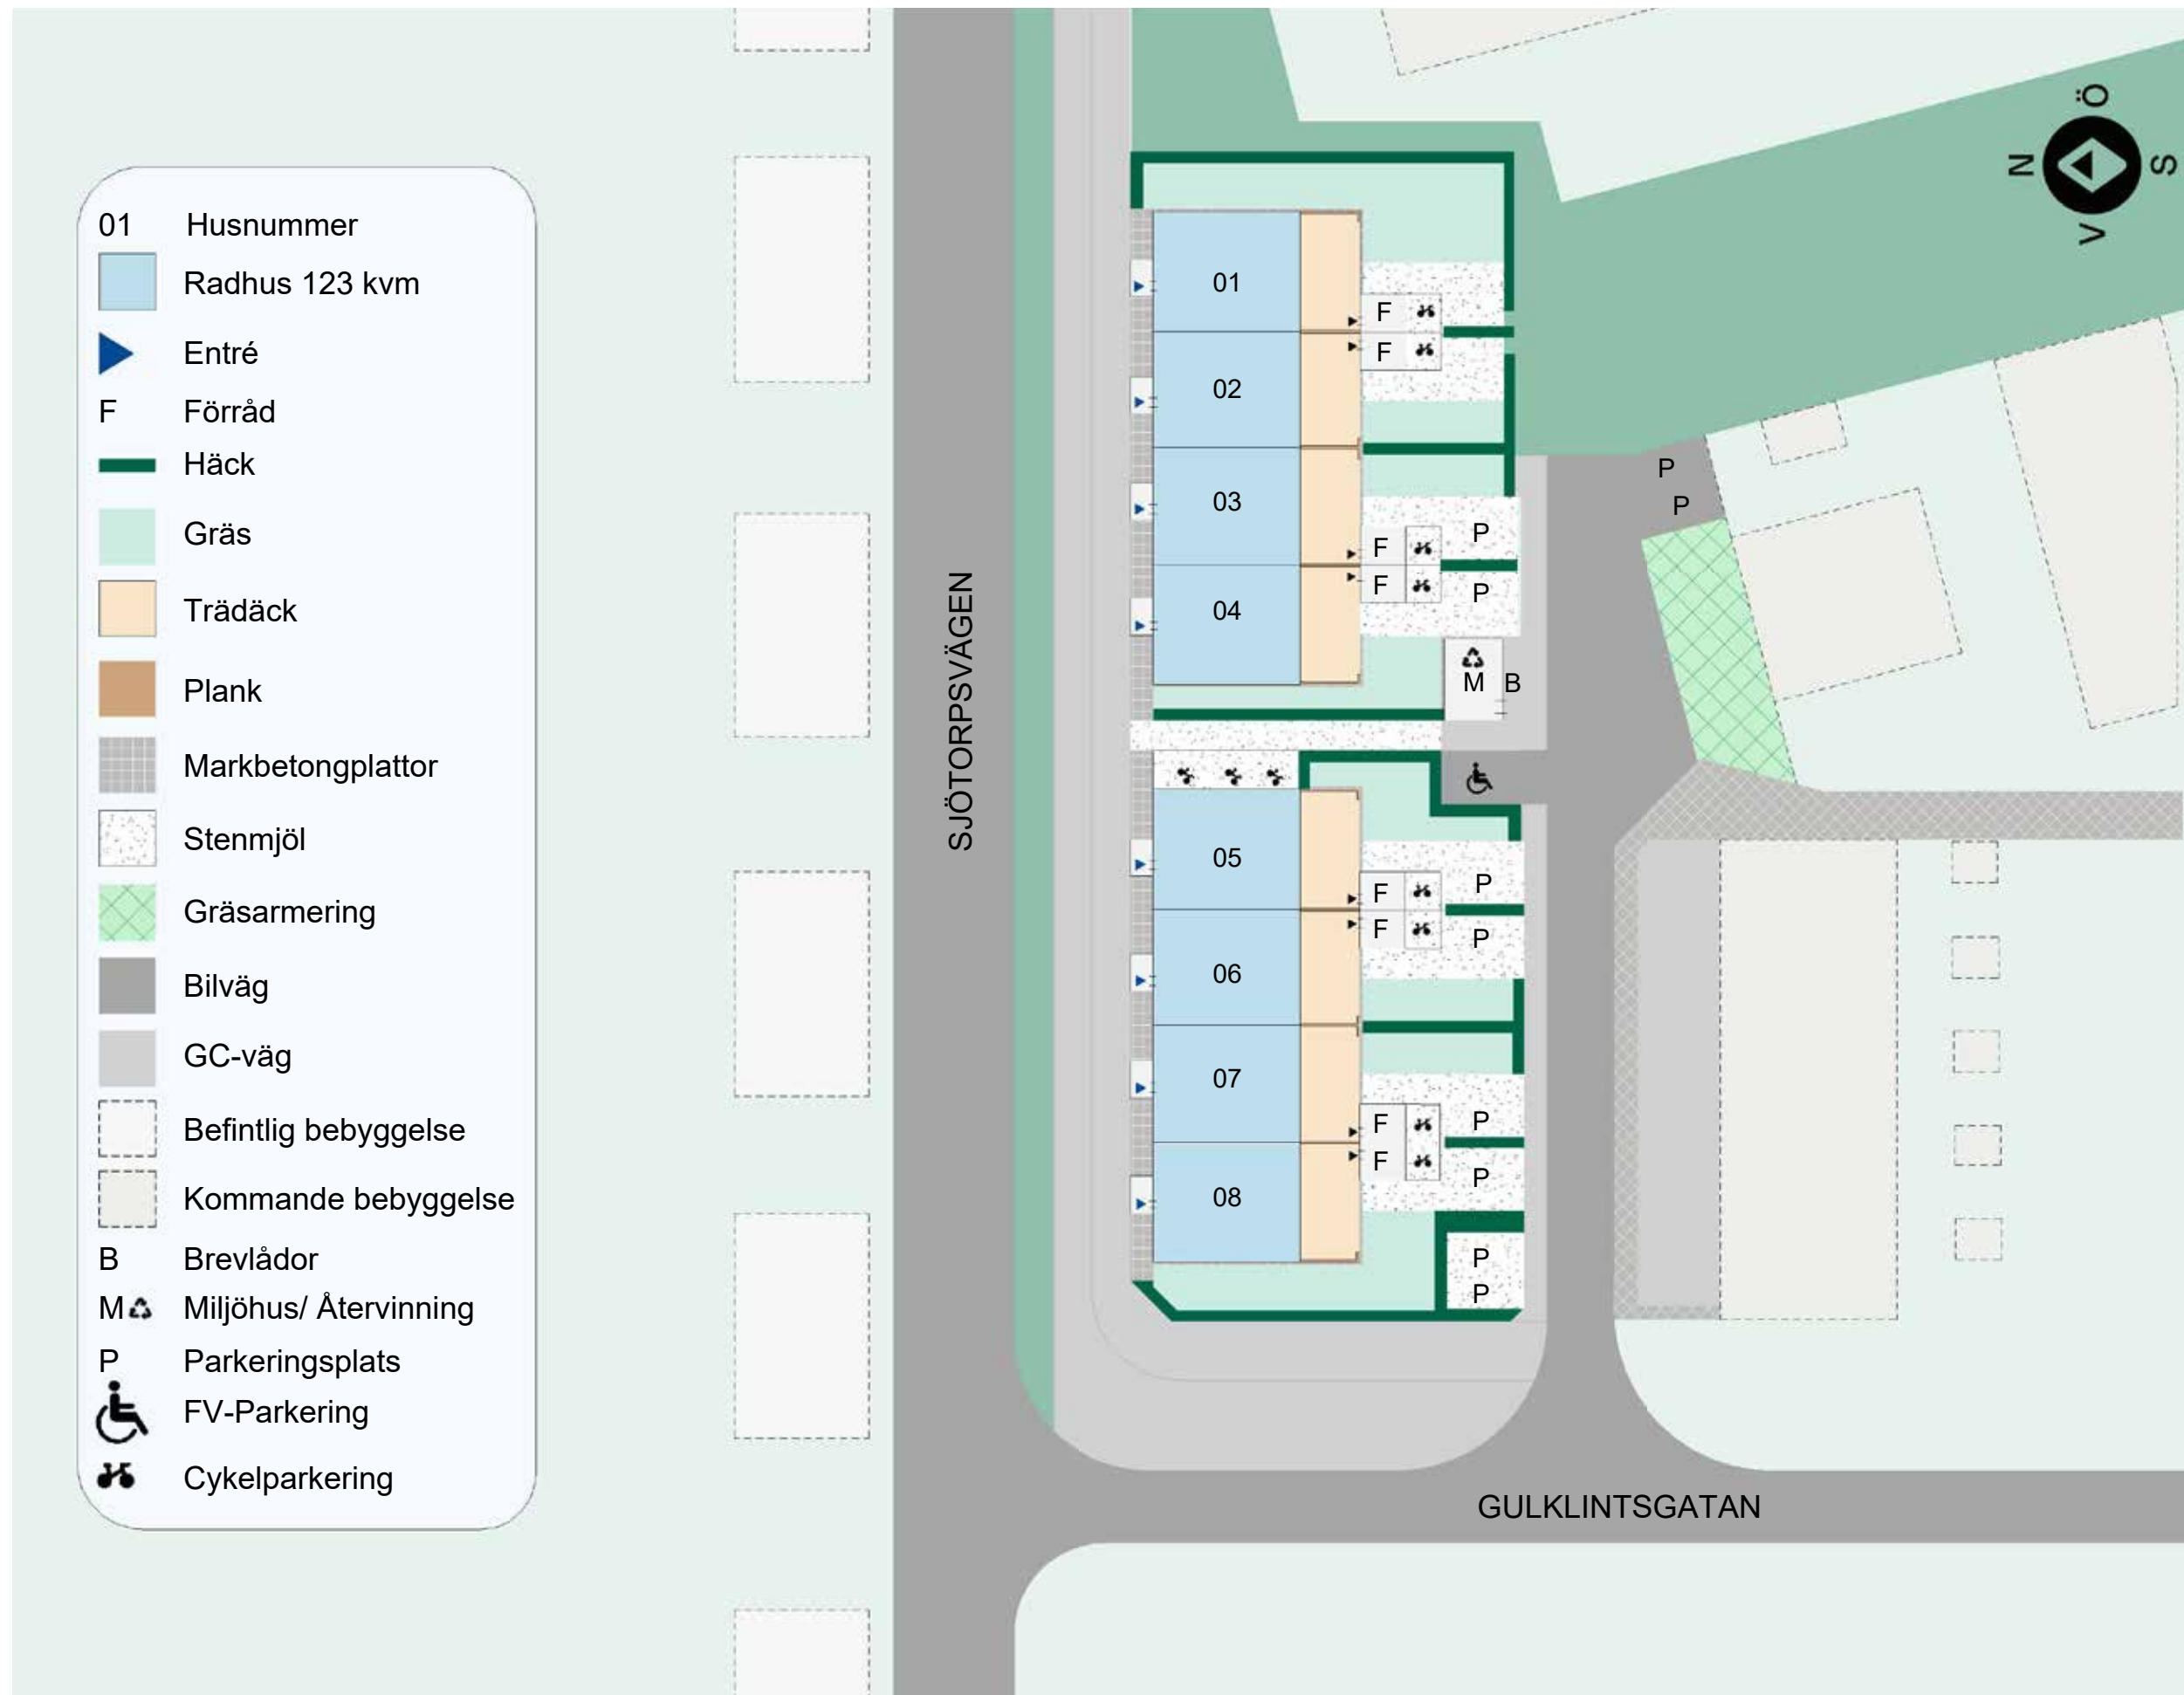 01 Husnummer
Radhus 123 kvm
Entré
F Förråd
Häck
Gräs
Trädäck
Plank
Markbetongplattor
Stenmjöl
Gräsarmering
Bilväg
GC-väg
Befintlig bebyggelse
Kommande bebyggelse
B Brevlådor
M Miljöhus/ Återvinning
P Parkeringsplats
FV-Parkering
Cykelparkering
SJÖTORPSVÄGEN
01
F
F
02
03
P
F
F
P
04
M B
05
P
F
F
P
06
07
F P
F
P
08
P
P
P
P
Ö
N
S
V
GULKLINTSGATAN